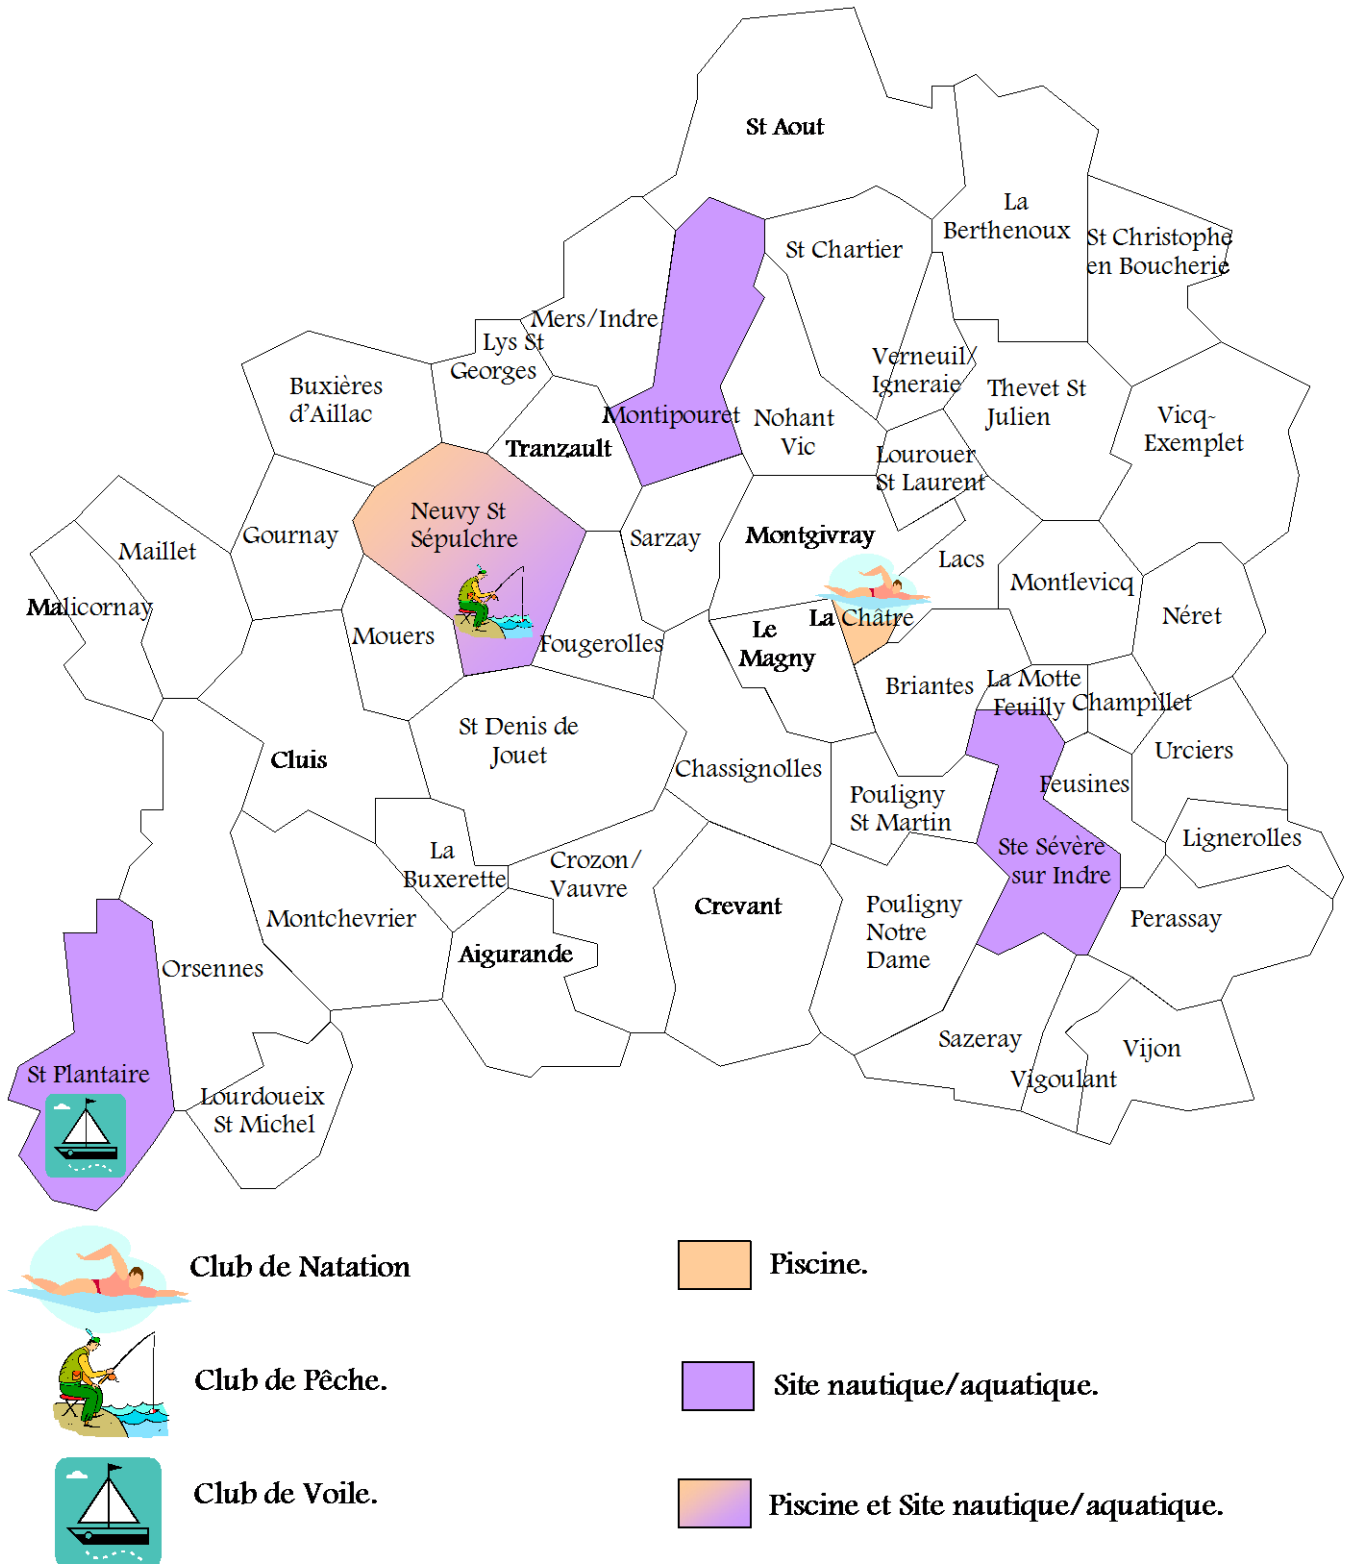 St Aout
La
Berthenoux
St Christophe
en Boucherie
St Chartier
Mers/Indre
Lys St
Georges
Verneuil/
Igneraie
Buxières
d'Aillac
Thevet St
Julien
Montipouret
Nohant
Vic
Vicq-
Exemplet
Tranzault
Lourouer
St Laurent
Neuvy St
Sépulchre
Gournay
Sarzay
Montgivray
Maillet
Lacs
Montlevicq
Malicornay
Mouers
Fougerolles
La Châtre
Le
Magny
Néret
Briantes
La Motte
Feuilly
Champillet
St Denis de
Jouet
Cluis
Chassignolles
Urciers
Feusines
Pouligny
St Martin
Lignerolles
La
Buxerette
Crozon/
Vauvre
Ste Sévère
sur Indre
Montchevrier
Crevant
Pouligny
Notre
Dame
Perassay
Aigurande
Orsennes
Sazeray
Vijon
St Plantaire
Vigoulant
Lourdoueix
St Michel
Club de Natation
Piscine.
Club de Pêche.
Site nautique/aquatique.
Club de Voile.
Piscine et Site nautique/aquatique.